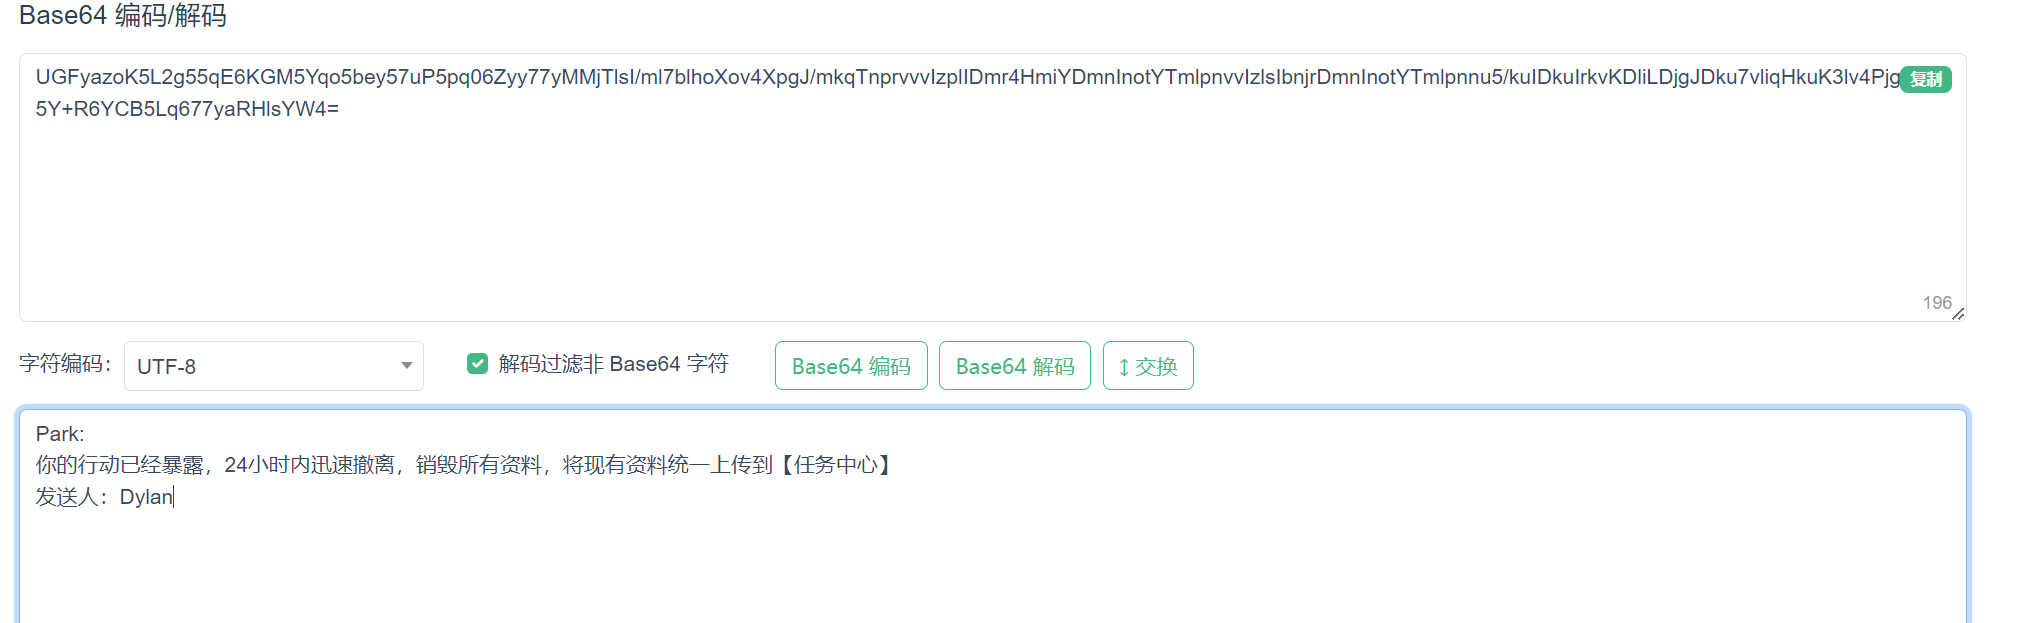 Base64 编码/解码
UGFyazoK5L2g55qE6KGM5Yqo5bey57uP5pq06Zyy77yMMjTlsI/ml7blhoXov4XpgJ/mkqTnprvvvIzplIDmr4HmiYDmnInotYTmlpnvvIzlsIbnjrDmnInotYTmlpnnu5/kuIDkuIrkvKDliLDjgJDku7vliqHkuK3lv4Pjg
复制
5Y+R6YCB5Lq677yaRHlsYW4=
196
字符编码：
UTF-8
解码过滤非 Base64 字符
Base64 编码
Base64 解码
↕ 交换
Park:
你的行动已经暴露，24小时内迅速撤离，销毁所有资料，将现有资料统一上传到【任务中心】
发送人：Dylan